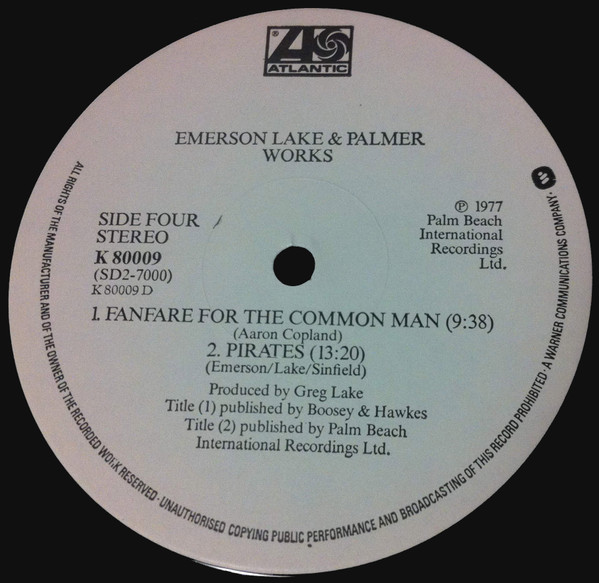 ATLANTIC
EMERSON LAKE & PALMER
WORKS
SIDE FOUR
STEREO
K 80009
(SD2-7000)
K 80009 D
℗ 1977
Palm Beach
International
Recordings
Ltd.
1. FANFARE FOR THE COMMON MAN (9:38)
(Aaron Copland)
2. PIRATES (13:20)
(Emerson/Lake/Sinfield)
Produced by Greg Lake
Title (1) published by Boosey & Hawkes
Title (2) published by Palm Beach
International Recordings Ltd.
ALL RIGHTS OF THE MANUFACTURER AND OF THE OWNER OF THE RECORDED WORK RESERVED · UNAUTHORISED COPYING PUBLIC PERFORMANCE AND BROADCASTING OF THIS RECORD PROHIBITED · A WARNER COMMUNICATIONS COMPANY ·